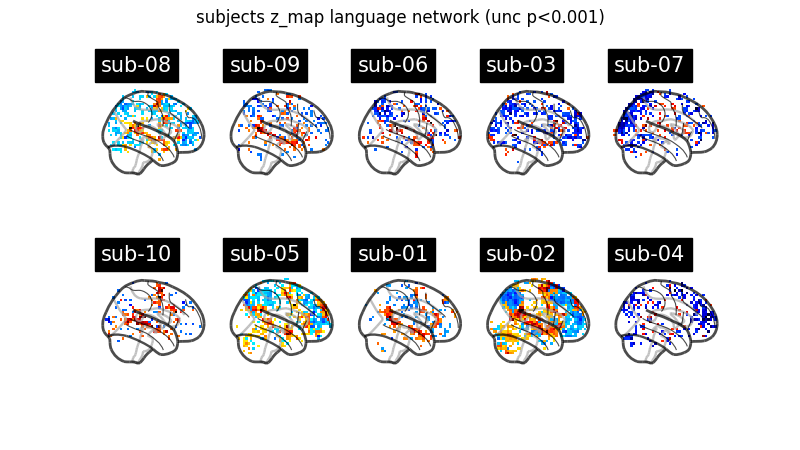 subjects z_map language network (unc p<0.001)
sub-08 sub-09 sub-06 sub-03 sub-07
sub-10 sub-05 sub-01 sub-02 sub-04